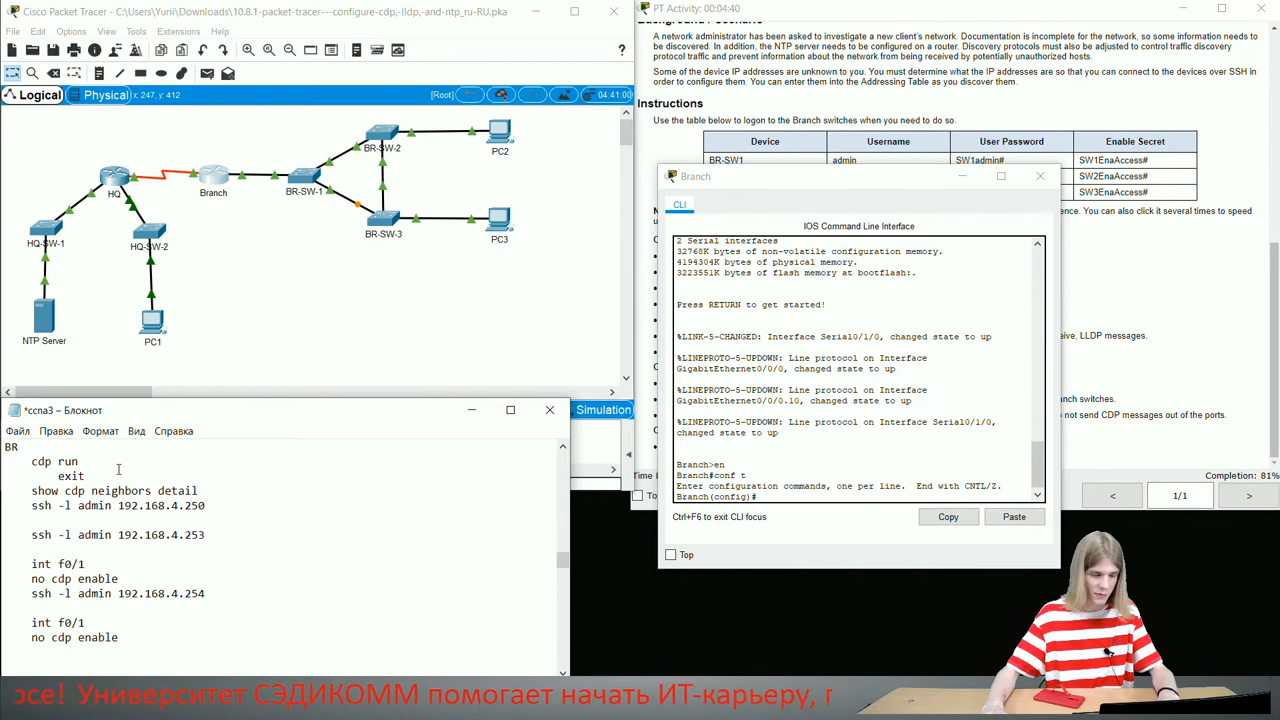 Cisco Packet Tracer - C:\Users\Yurii\Downloads\10.8.1-packet-tracer---configure-cdp,-lldp,-and-ntp_ru-RU.pka
File Edit Options View Tools Extensions Help
Logical Physical x: 247, y: 412
[Root] 04:41:00
BR-SW-2
PC2
HQ
Branch
BR-SW-1
HQ-SW-1
HQ-SW-2
BR-SW-3
PC3
NTP Server
PC1
Simulation
PT Activity: 00:04:40
A network administrator has been asked to investigate a new client's network. Documentation is incomplete for the network, so some information needs to
be discovered. In addition, the NTP server needs to be configured on a router. Discovery protocols must also be adjusted to control traffic discovery
protocol traffic and prevent information about the network from being received by potentially unauthorized hosts.
Some of the device IP addresses are unknown to you. You must determine what the IP addresses are so that you can connect to the devices over SSH in
order to configure them. You can enter them into the Addressing Table as you discover them.
Instructions
Use the table below to logon to the Branch switches when you need to do so.
Device Username User Password Enable Secret
BR-SW1 admin SW1admin# SW1EnaAccess#
SW2EnaAccess#
SW3EnaAccess#
ence. You can also click it several times to speed
eive, LLDP messages.
anch switches.
not send CDP messages out of the ports.
Completion: 81%
Time
To
< 1/1 >
Branch
CLI
IOS Command Line Interface
2 Serial interfaces
32768K bytes of non-volatile configuration memory.
4194304K bytes of physical memory.
3223551K bytes of flash memory at bootflash:.
Press RETURN to get started!
%LINK-5-CHANGED: Interface Serial0/1/0, changed state to up
%LINEPROTO-5-UPDOWN: Line protocol on Interface
GigabitEthernet0/0/0, changed state to up
%LINEPROTO-5-UPDOWN: Line protocol on Interface
GigabitEthernet0/0/0.10, changed state to up
%LINEPROTO-5-UPDOWN: Line protocol on Interface Serial0/1/0,
changed state to up
Branch>en
Branch#conf t
Enter configuration commands, one per line. End with CNTL/Z.
Branch(config)#
Ctrl+F6 to exit CLI focus
Copy Paste
Top
*ccna3 – Блокнот
Файл Правка Формат Вид Справка
BR
cdp run
exit
show cdp neighbors detail
ssh -l admin 192.168.4.250
ssh -l admin 192.168.4.253
int f0/1
no cdp enable
ssh -l admin 192.168.4.254
int f0/1
no cdp enable
осе! Университет СЭДИКОММ помогает начать ИТ-карьеру,